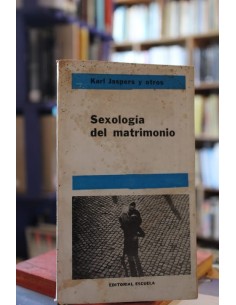 Karl Jaspers y otros
Sexología
del matrimonio
EDITORIAL ESCUELA